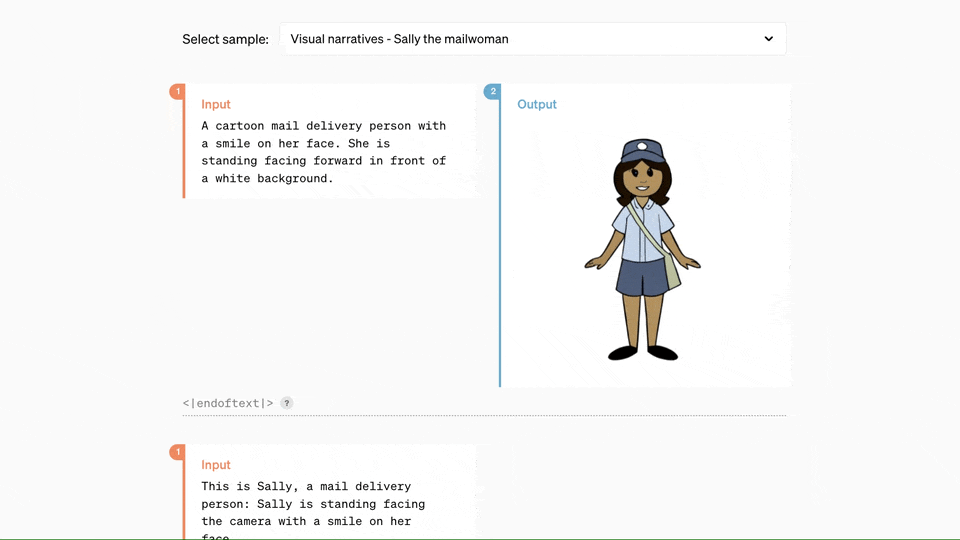 Select sample: Visual narratives - Sally the mailwoman
1 2
Input Output
A cartoon mail delivery person with
a smile on her face. She is
standing facing forward in front of
a white background.
<|endoftext|> ?
1
Input
This is Sally, a mail delivery
person: Sally is standing facing
the camera with a smile on her
face.